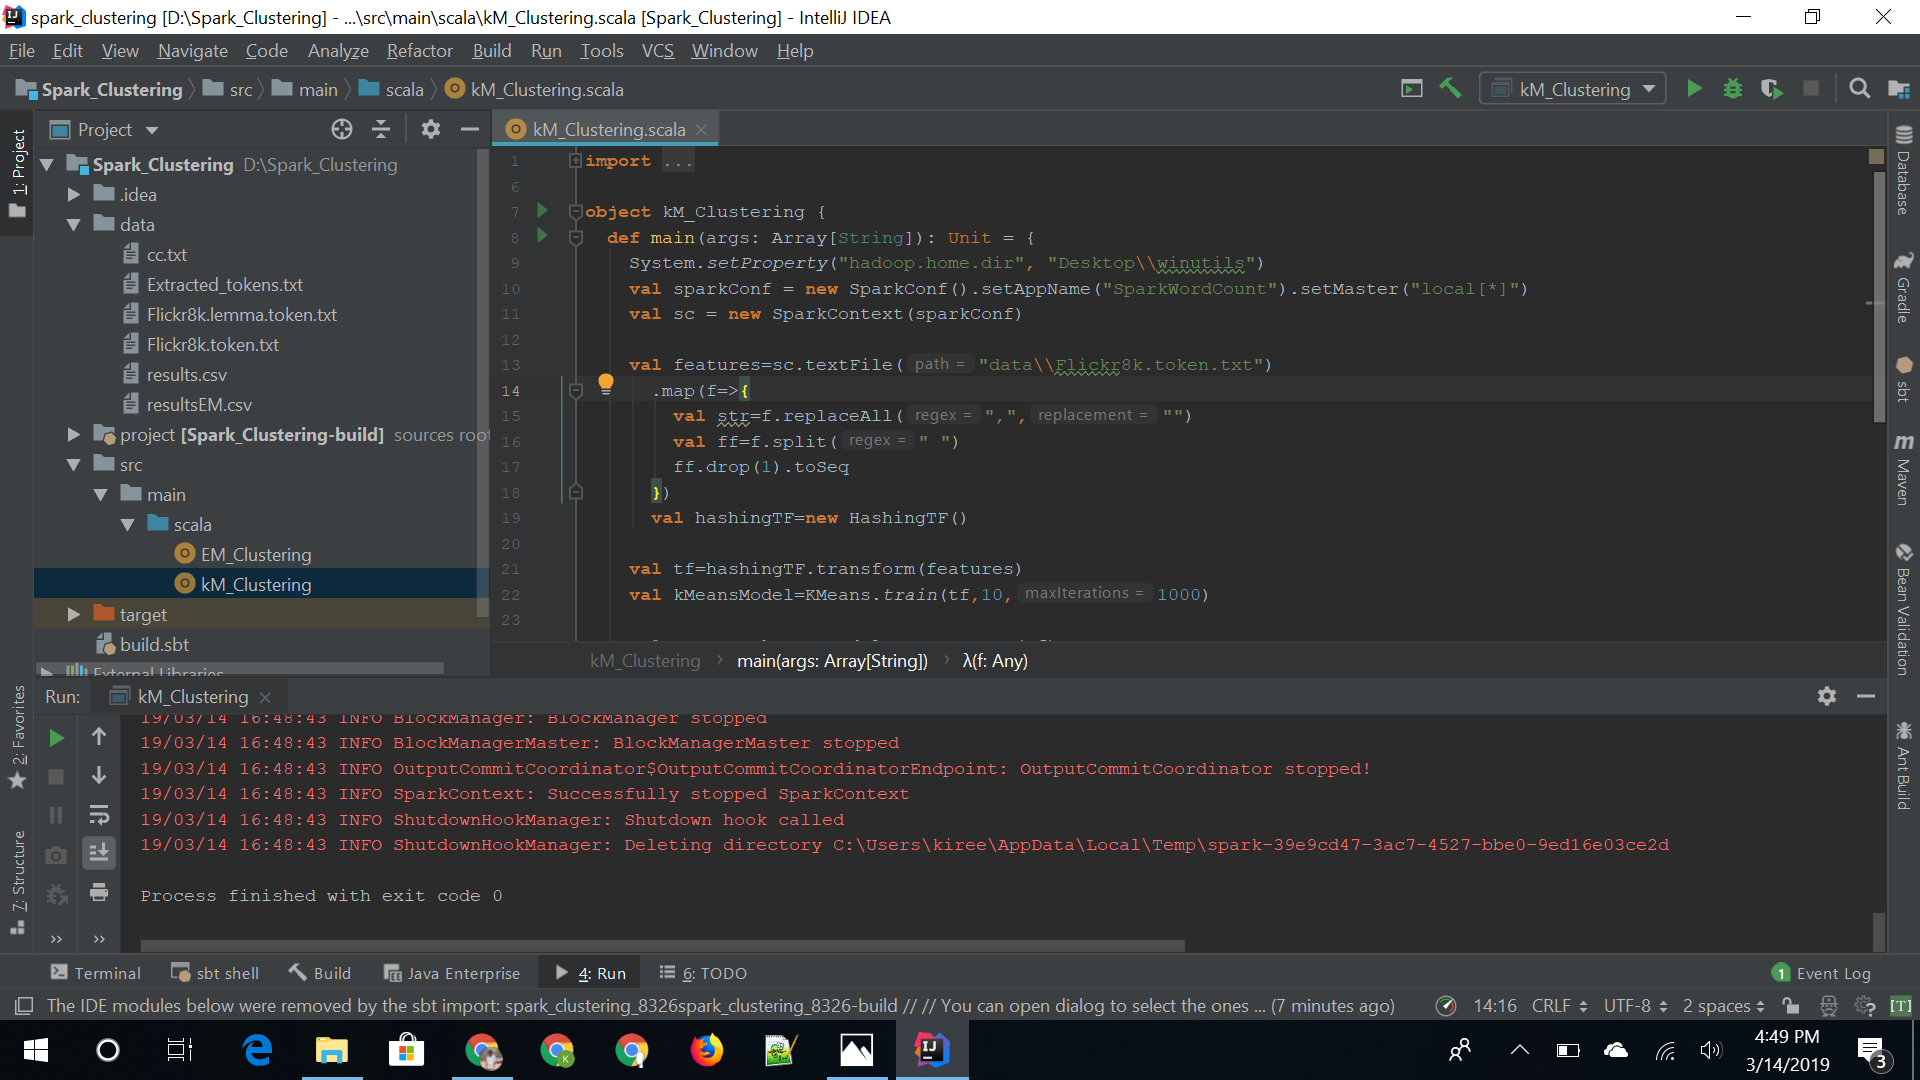 spark_clustering [D:\Spark_Clustering] - ...\src\main\scala\kM_Clustering.scala [Spark_Clustering] - IntelliJ IDEA
File Edit View Navigate Code Analyze Refactor Build Run Tools VCS Window Help
Spark_Clustering src main scala kM_Clustering.scala
kM_Clustering
1: Project
2: Favorites
7: Structure
Project
Spark_Clustering D:\Spark_Clustering
.idea
data
cc.txt
Extracted_tokens.txt
Flickr8k.lemma.token.txt
Flickr8k.token.txt
results.csv
resultsEM.csv
project [Spark_Clustering-build] sources root
src
main
scala
EM_Clustering
kM_Clustering
target
build.sbt
External Libraries
kM_Clustering.scala
1 import ...
6
7 object kM_Clustering {
8 def main(args: Array[String]): Unit = {
9 System.setProperty("hadoop.home.dir", "Desktop\\winutils")
10 val sparkConf = new SparkConf().setAppName("SparkWordCount").setMaster("local[*]")
11 val sc = new SparkContext(sparkConf)
12
13 val features=sc.textFile( path = "data\\Flickr8k.token.txt")
14 .map(f=>{
15 val str=f.replaceAll( regex = ",", replacement = "")
16 val ff=f.split( regex = " ")
17 ff.drop(1).toSeq
18 })
19 val hashingTF=new HashingTF()
20
21 val tf=hashingTF.transform(features)
22 val kMeansModel=KMeans.train(tf,10, maxIterations = 1000)
23
kM_Clustering › main(args: Array[String]) › λ(f: Any)
Database
Gradle
sbt
Maven
Bean Validation
Ant Build
Run: kM_Clustering
19/03/14 16:48:43 INFO BlockManager: BlockManager stopped
19/03/14 16:48:43 INFO BlockManagerMaster: BlockManagerMaster stopped
19/03/14 16:48:43 INFO OutputCommitCoordinator$OutputCommitCoordinatorEndpoint: OutputCommitCoordinator stopped!
19/03/14 16:48:43 INFO SparkContext: Successfully stopped SparkContext
19/03/14 16:48:43 INFO ShutdownHookManager: Shutdown hook called
19/03/14 16:48:43 INFO ShutdownHookManager: Deleting directory C:\Users\kiree\AppData\Local\Temp\spark-39e9cd47-3ac7-4527-bbe0-9ed16e03ce2d
Process finished with exit code 0
Terminal sbt shell Build Java Enterprise 4: Run 6: TODO 1 Event Log
The IDE modules below were removed by the sbt import: spark_clustering_8326spark_clustering_8326-build // // You can open dialog to select the ones ... (7 minutes ago) 14:16 CRLF UTF-8 2 spaces [T]
4:49 PM
3/14/2019
3